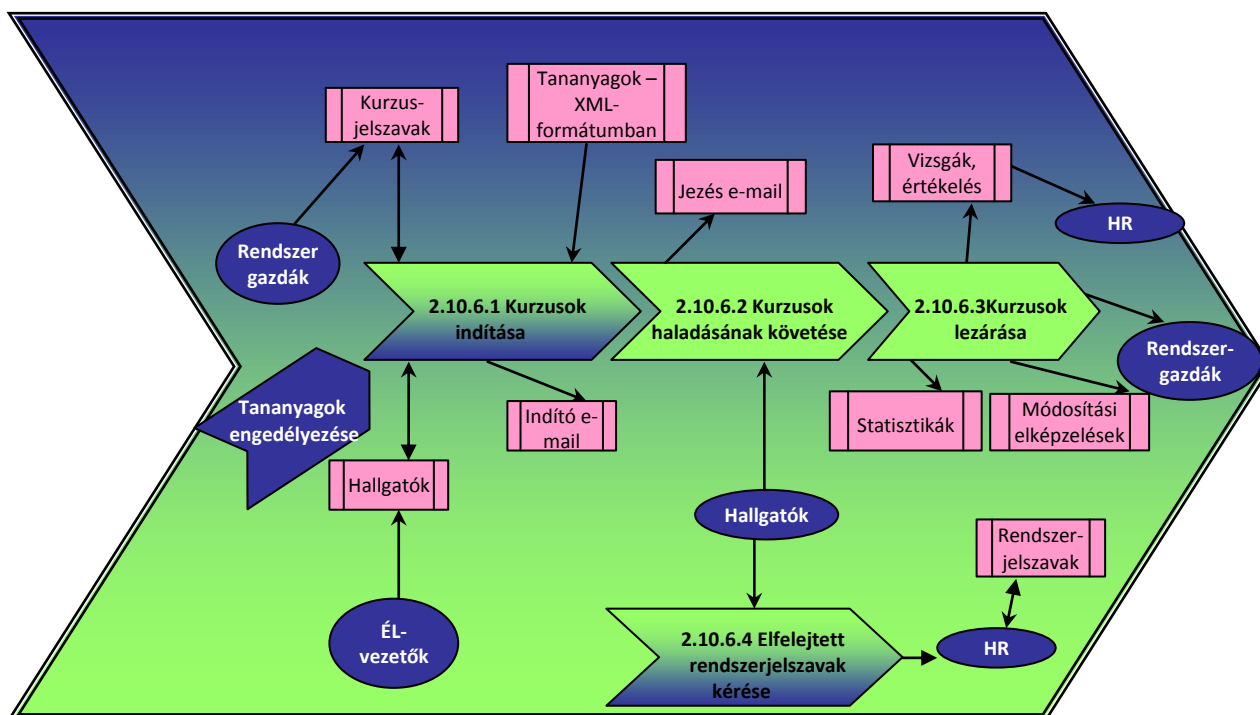 Kurzus-
jelszavak
Tananyagok –
XML-
formátumban
Jezés e-mail
Vizsgák,
értékelés
HR
Rendszer
gazdák
2.10.6.1 Kurzusok
indítása
2.10.6.2 Kurzusok
haladásának követése
2.10.6.3Kurzusok
lezárása
Rendszer-
gazdák
Tananyagok
engedélyezése
Indító e-
mail
Statisztikák
Módosítási
elképzelések
Hallgatók
Hallgatók
Rendszer-
jelszavak
ÉL-
vezetők
2.10.6.4 Elfelejtett
rendszerjelszavak
kérése
HR